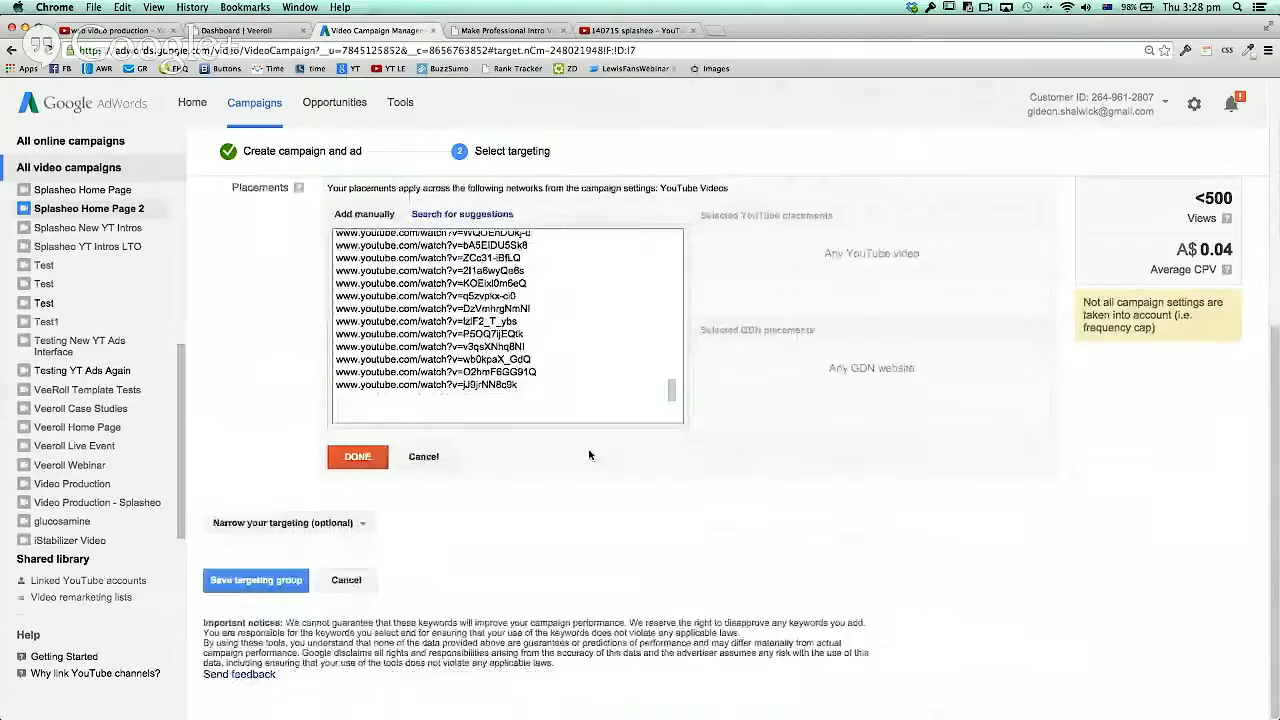 Chrome File Edit View History Bookmarks Window Help 98% Thu 3:28 pm
web video production - Yo Dashboard | Veeroll Video Campaign Manageme Make Professional Intro V 140715 splasheo - YouTu
https://adwords.google.com/video/VideoCampaign?__u=7845125852&__c=8656763852#target.nCm-248021948IF:ID:I7
Google+
Apps FB AWR GR FHQ Buttons Time time YT YT LE BuzzSumo Rank Tracker ZD LewisFansWebinar Images
Google AdWords Home Campaigns Opportunities Tools
Customer ID: 264-961-2807
gideon.shalwick@gmail.com
All online campaigns
All video campaigns
Splasheo Home Page
Splasheo Home Page 2
Splasheo New YT Intros
Splasheo YT Intros LTO
Test
Test
Test
Test1
Testing New YT Ads
Interface
Testing YT Ads Again
VeeRoll Template Tests
Veeroll Case Studies
Veeroll Home Page
Veeroll Live Event
Veeroll Webinar
Video Production
Video Production - Splasheo
glucosamine
iStabilizer Video
Shared library
Linked YouTube accounts
Video remarketing lists
Help
Getting Started
Why link YouTube channels?
Create campaign and ad
2 Select targeting
Placements ?
Your placements apply across the following networks from the campaign settings: YouTube Videos
Add manually Search for suggestions
www.youtube.com/watch?v=bA5EIDU5Sk8
www.youtube.com/watch?v=ZCc31-iBfLQ
www.youtube.com/watch?v=2I1a6wyQe6s
www.youtube.com/watch?v=KOEixl0m6eQ
www.youtube.com/watch?v=q5zvpkx-oi0
www.youtube.com/watch?v=DzVmhrgNmNI
www.youtube.com/watch?v=IzlF2_T_ybs
www.youtube.com/watch?v=P5OQ7ijEQtk
www.youtube.com/watch?v=v3qsXNhq8NI
www.youtube.com/watch?v=wb0kpaX_GdQ
www.youtube.com/watch?v=O2hmF6GG91Q
www.youtube.com/watch?v=jJ9jrNN8c9k
Selected YouTube placements
Any YouTube video
Selected GDN placements
Any GDN website
DONE Cancel
Narrow your targeting (optional)
Save targeting group Cancel
Important notices: We cannot guarantee that these keywords will improve your campaign performance. We reserve the right to disapprove any keywords you add.
You are responsible for the keywords you select and for ensuring that your use of the keywords does not violate any applicable laws.
By using these tools, you understand that none of the data provided above are guarantees or predictions of performance and may differ materially from actual
campaign performance. Google disclaims all rights and responsibilities arising from the accuracy of this data and the advertiser assumes any risk with the use of this
data, including ensuring that your use of the tools does not violate any applicable laws.
Send feedback
<500
Views ?
A$ 0.04
Average CPV ?
Not all campaign settings are
taken into account (i.e.
frequency cap)